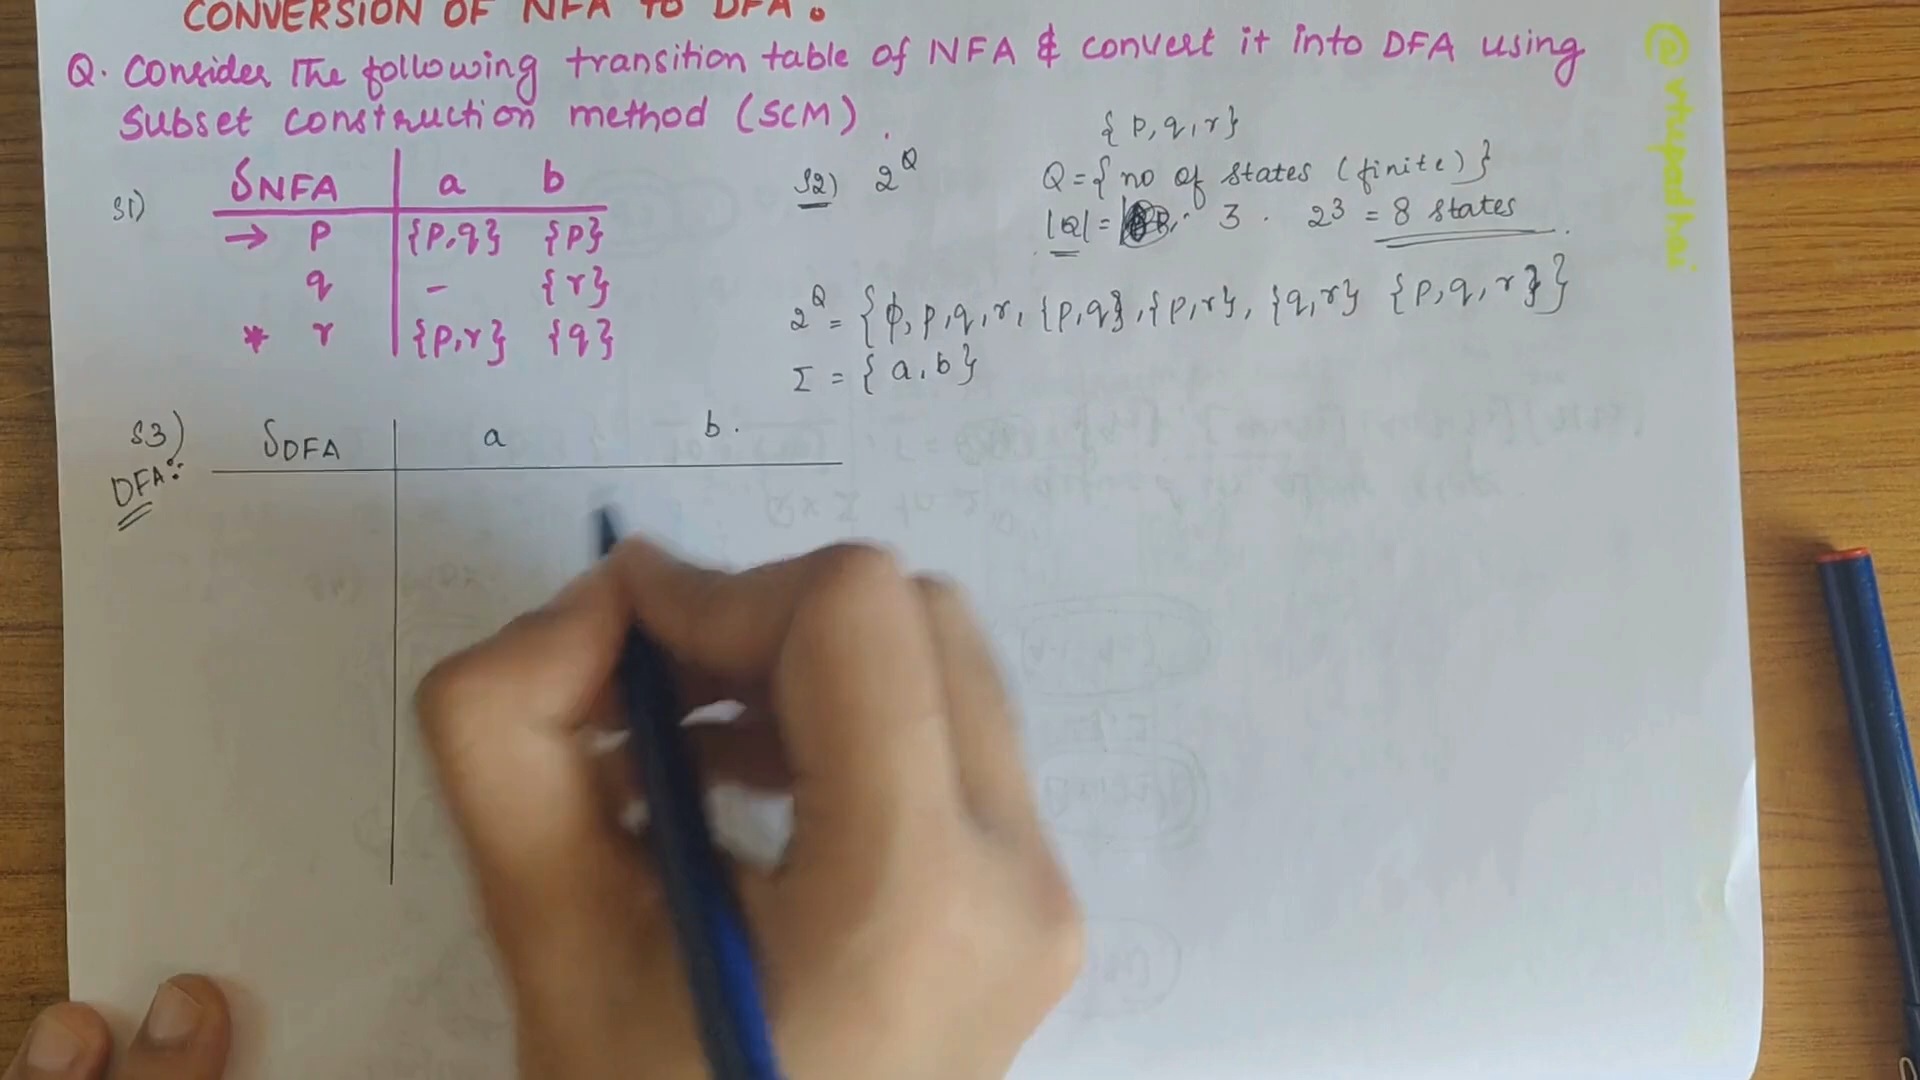 CONVERSION OF NFA TO DFA.
Q. Consider The following transition table of NFA & convert it into DFA using
Subset construction method (SCM).
S1)
δNFA a b
→ p {p,q} {p}
q - {r}
* r {p,r} {q}
S2) 2^Q
{p,q,r}
Q={no of states (finite)}
|Q|= 3. 2^3 = 8 states.
2^Q = {ϕ, p,q,r, {p,q},{p,r}, {q,r} {p,q,r}}
Σ = {a,b}
S3) δDFA a b.
DFA:
@vtupadhai